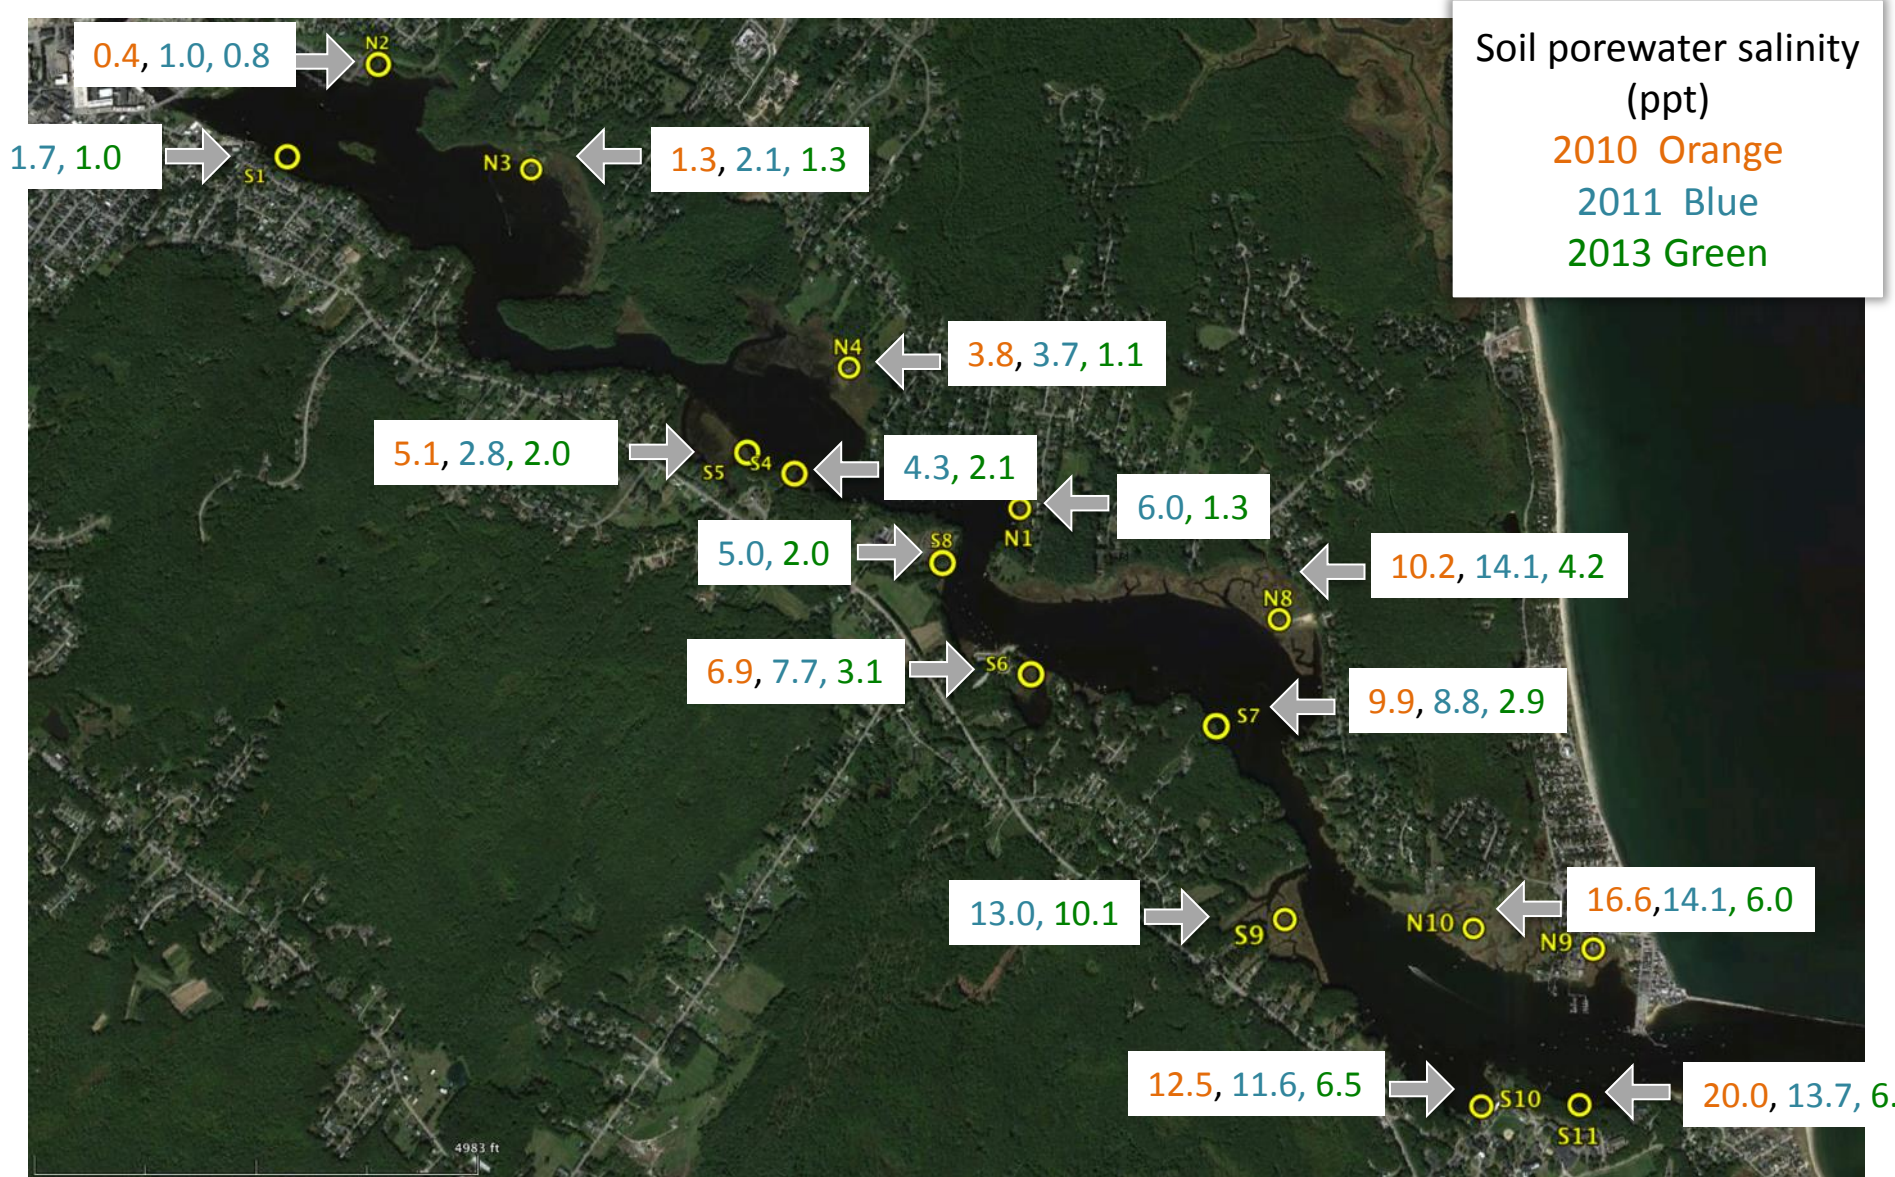 Soil porewater salinity
(ppt)
2010 Orange
2011 Blue
2013 Green
0.4, 1.0, 0.8
N2
1.7, 1.0
S1
N3
1.3, 2.1, 1.3
N4
3.8, 3.7, 1.1
5.1, 2.8, 2.0
S5
S4
4.3, 2.1
6.0, 1.3
N1
5.0, 2.0
S8
10.2, 14.1, 4.2
N8
6.9, 7.7, 3.1
S6
S7
9.9, 8.8, 2.9
13.0, 10.1
S9
N10
16.6,14.1, 6.0
N9
12.5, 11.6, 6.5
S10
S11
20.0, 13.7, 6.
4983 ft